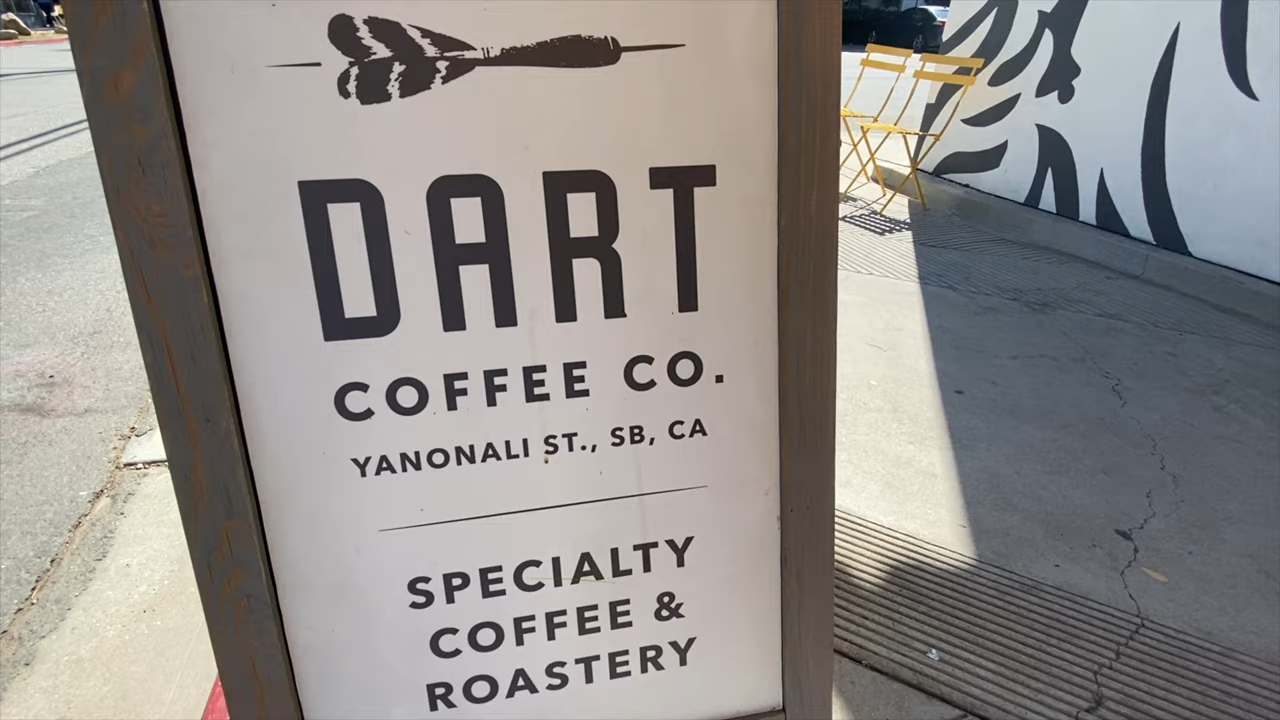 DART
COFFEE CO.
YANONALI ST., SB, CA
SPECIALTY
COFFEE &
ROASTERY